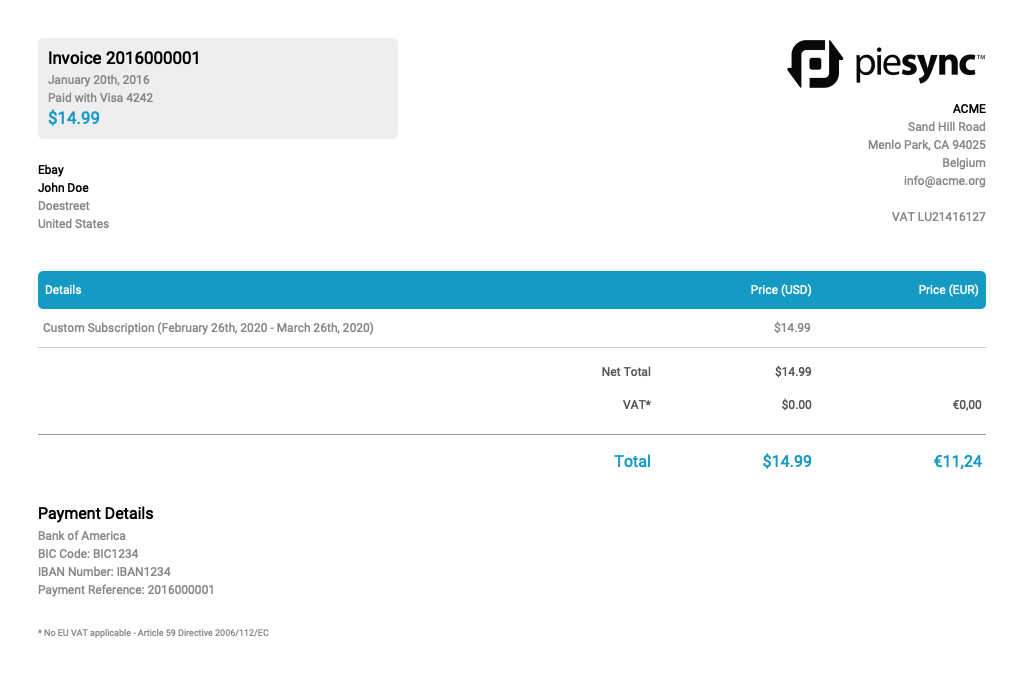 Invoice 2016000001
January 20th, 2016
Paid with Visa 4242
$14.99
piesync™
ACME
Sand Hill Road
Menlo Park, CA 94025
Belgium
info@acme.org
VAT LU21416127
Ebay
John Doe
Doestreet
United States
Details Price (USD) Price (EUR)
Custom Subscription (February 26th, 2020 - March 26th, 2020) $14.99
Net Total $14.99
VAT* $0.00 €0,00
Total $14.99 €11,24
Payment Details
Bank of America
BIC Code: BIC1234
IBAN Number: IBAN1234
Payment Reference: 2016000001
* No EU VAT applicable - Article 59 Directive 2006/112/EC